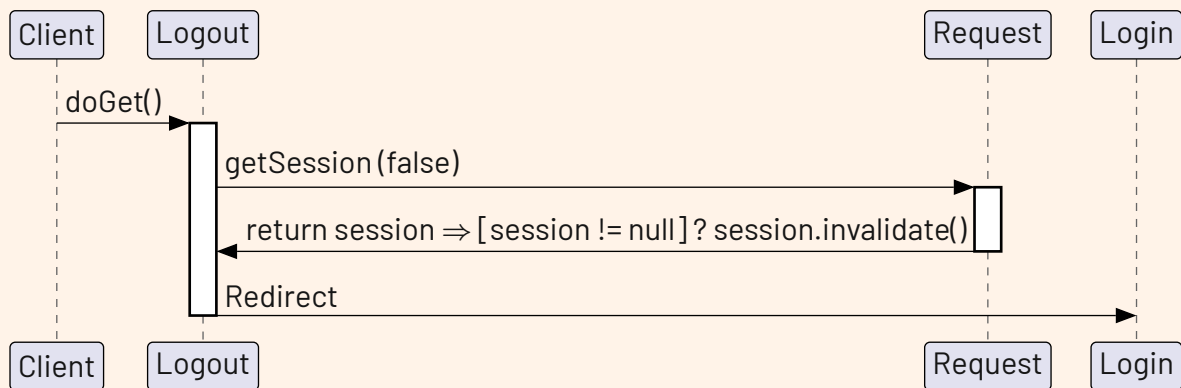 Client Logout Request Login
doGet()
getSession (false)
return session ⇒ [session != null] ? session.invalidate()
Redirect
Client Logout Request Login